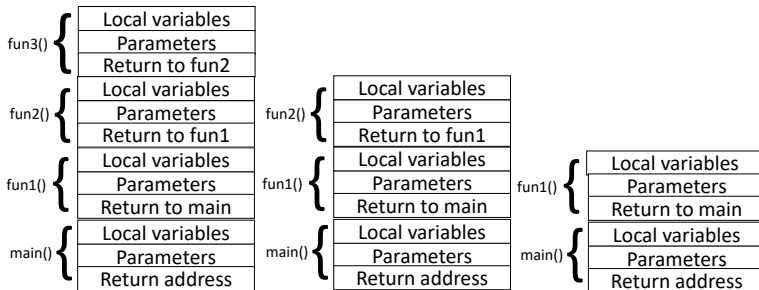 fun3()
Local variables
Parameters
Return to fun2
fun2()
Local variables
Parameters
Return to fun1
fun1()
Local variables
Parameters
Return to main
main()
Local variables
Parameters
Return address
fun2()
Local variables
Parameters
Return to fun1
fun1()
Local variables
Parameters
Return to main
main()
Local variables
Parameters
Return address
fun1()
Local variables
Parameters
Return to main
main()
Local variables
Parameters
Return address